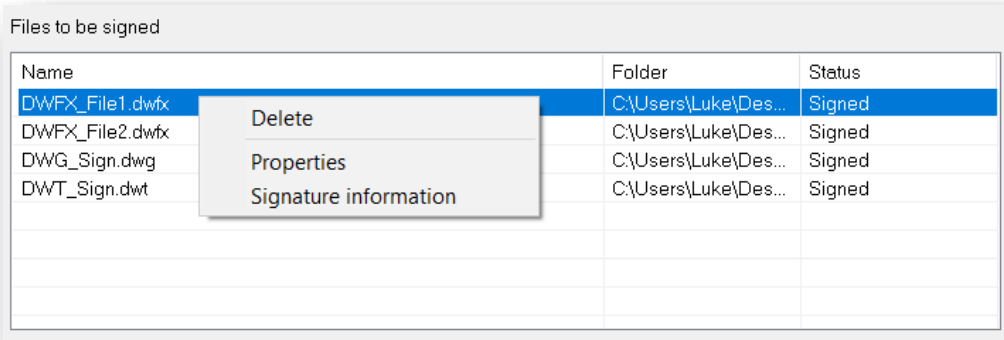 Files to be signed
Name Folder Status
DWFX_File1.dwfx C:\Users\Luke\Des... Signed
DWFX_File2.dwfx C:\Users\Luke\Des... Signed
DWG_Sign.dwg C:\Users\Luke\Des... Signed
DWT_Sign.dwt C:\Users\Luke\Des... Signed
Delete
Properties
Signature information